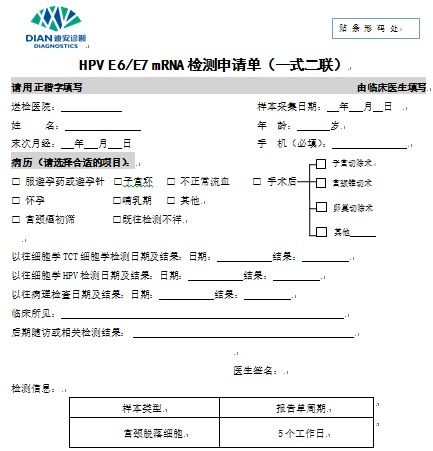 DIAN 迪安诊断
DIAGNOSTICS
贴 条 形 码 处
HPV E6/E7 mRNA 检测申请单（一式二联）
请用正楷字填写 由临床医生填写
送检医院：__________ 样本采集日期：__年__月__日
姓 名：__________ 年 龄：______岁
末次月经：__年__月__日 手 机（必填）：__________
病历（请选择合适的项目）
□ 服避孕药或避孕针 □子宫环 □ 不正常流血 □ 手术后 □ 子宫切除术
□ 宫颈锥切术
□ 怀孕 □哺乳期 □ 其他
□ 卵巢切除术
□ 宫颈癌初筛 □既往检测不详
□ 其他____
以往细胞学 TCT 细胞学检测日期及结果：日期：__________结果：________
以往细胞学 HPV 检测日期及结果：日期：__________结果：________
以往病理检查日期及结果：日期：__________结果：________
临床所见：____________________
后期随访或相关检测结果：____________________
医生签名：
检测信息：
样本类型 报告单周期
宫颈脱落细胞 5个工作日